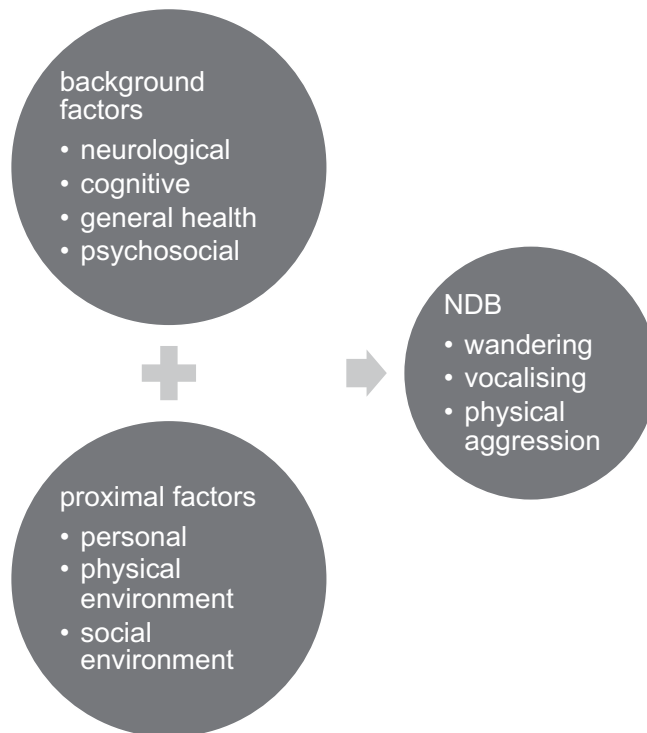 background
factors
• neurological
• cognitive
• general health
• psychosocial
NDB
• wandering
• vocalising
• physical
aggression
proximal factors
• personal
• physical
environment
• social
environment